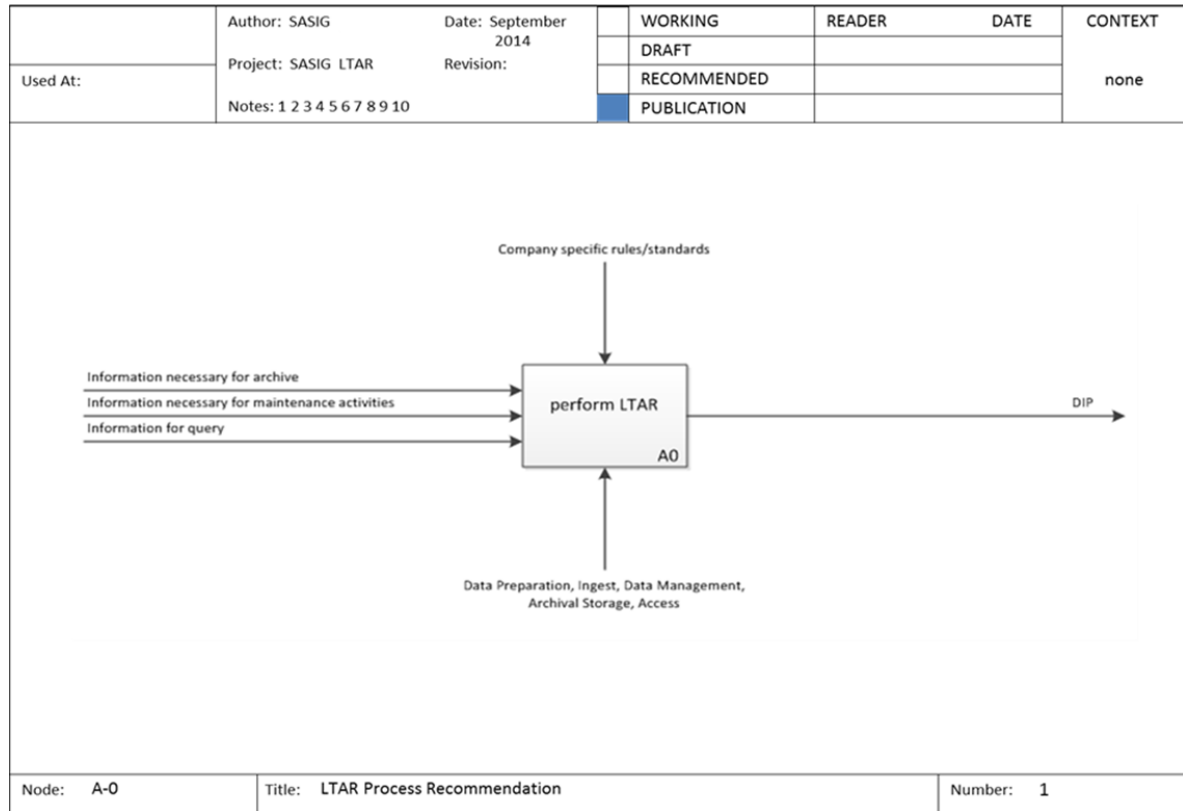 Used At:
Author: SASIG
Date: September
2014
Project: SASIG LTAR
Revision:
Notes: 1 2 3 4 5 6 7 8 9 10
WORKING
DRAFT
RECOMMENDED
PUBLICATION
READER
DATE
CONTEXT
none
Company specific rules/standards
Information necessary for archive
Information necessary for maintenance activities
Information for query
perform LTAR
A0
DIP
Data Preparation, Ingest, Data Management,
Archival Storage, Access
Node: A-0
Title: LTAR Process Recommendation
Number: 1